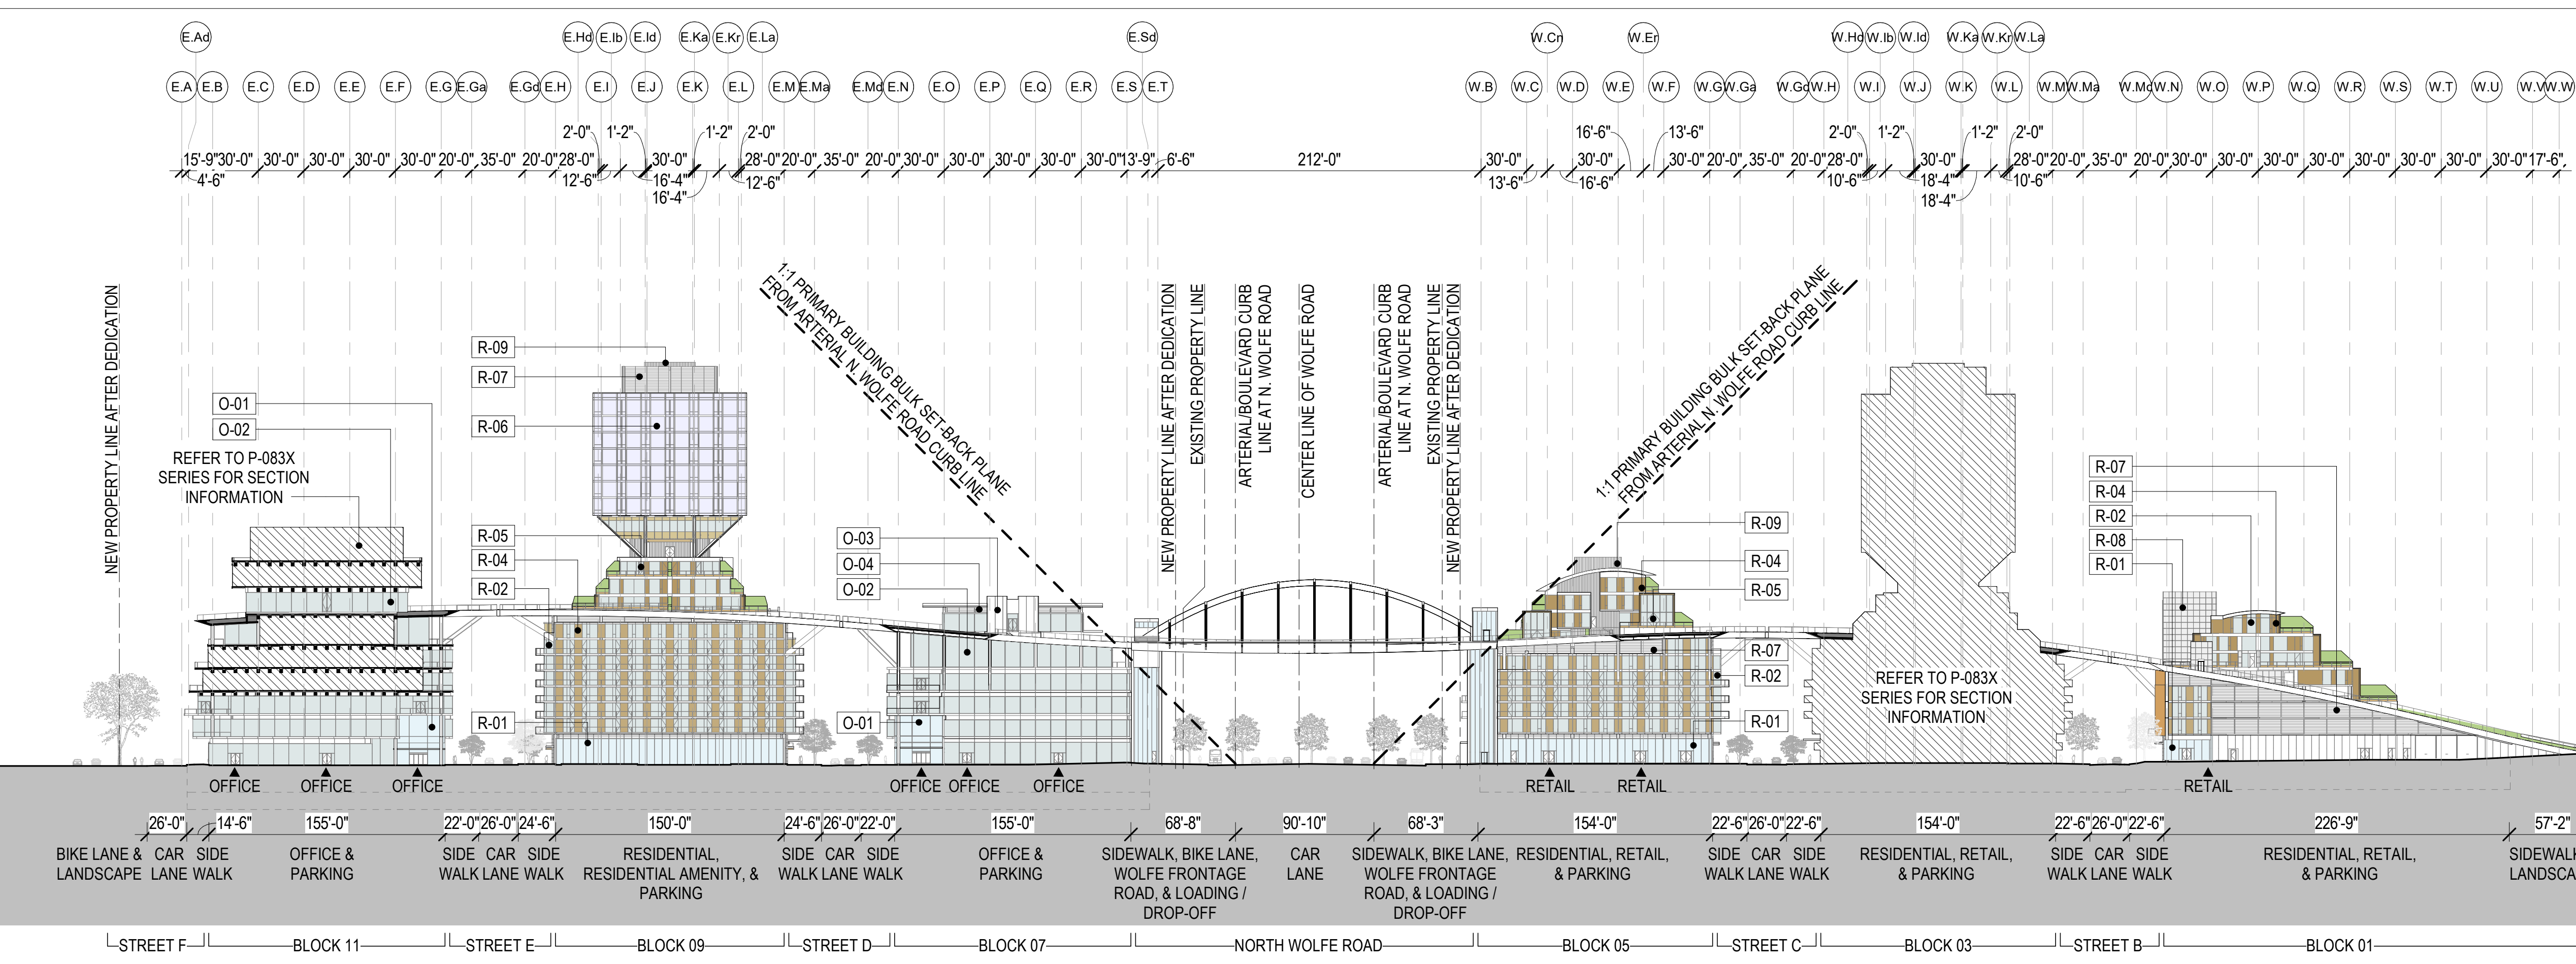 E.Ad E.Hd E.Ib E.Id E.Ka E.Kr E.La E.Sd W.Cn W.Er W.Hd W.Ib W.Id W.Ka W.Kr W.La
E.A E.B E.C E.D E.E E.F E.G E.Ga E.Gd E.H E.I E.J E.K E.L E.M E.Ma E.Md E.N E.O E.P E.Q E.R E.S E.T W.B W.C W.D W.E W.F W.G W.Ga W.Gd W.H W.I W.J W.K W.L W.M W.Ma W.Md W.N W.O W.P W.Q W.R W.S W.T W.U W.V W.W
2'-0" 1'-2" 1'-2" 2'-0" 16'-6" 13'-6" 2'-0" 1'-2" 1'-2" 2'-0"
15'-9" 30'-0" 30'-0" 30'-0" 30'-0" 30'-0" 20'-0" 35'-0" 20'-0" 28'-0" 30'-0" 28'-0" 20'-0" 35'-0" 20'-0" 30'-0" 30'-0" 30'-0" 30'-0" 30'-0" 13'-9" 6'-6" 212'-0" 30'-0" 30'-0" 30'-0" 20'-0" 35'-0" 20'-0" 28'-0" 30'-0" 28'-0" 20'-0" 35'-0" 20'-0" 30'-0" 30'-0" 30'-0" 30'-0" 30'-0" 30'-0" 30'-0" 30'-0" 17'-6"
4'-6" 12'-6" 16'-4" 12'-6" 13'-6" 16'-6" 10'-6" 18'-4" 10'-6"
16'-4" 18'-4"
NEW PROPERTY LINE AFTER DEDICATION
1:1 PRIMARY BUILDING BULK SET-BACK PLANE
FROM ARTERIAL N. WOLFE ROAD CURB LINE
NEW PROPERTY LINE AFTER DEDICATION
EXISTING PROPERTY LINE
ARTERIAL/BOULEVARD CURB
LINE AT N. WOLFE ROAD
CENTER LINE OF WOLFE ROAD
ARTERIAL/BOULEVARD CURB
LINE AT N. WOLFE ROAD
EXISTING PROPERTY LINE
NEW PROPERTY LINE AFTER DEDICATION
1:1 PRIMARY BUILDING BULK SET-BACK PLANE
FROM ARTERIAL N. WOLFE ROAD CURB LINE
O-01
O-02
REFER TO P-083X
SERIES FOR SECTION
INFORMATION
R-09
R-07
R-06
R-05
R-04
R-02
R-01
O-03
O-04
O-02
O-01
R-09
R-04
R-05
R-07
R-02
R-01
REFER TO P-083X
SERIES FOR SECTION
INFORMATION
R-07
R-04
R-02
R-08
R-01
OFFICE OFFICE OFFICE OFFICE OFFICE OFFICE RETAIL RETAIL RETAIL
26'-0" 14'-6" 155'-0" 22'-0" 26'-0" 24'-6" 150'-0" 24'-6" 26'-0" 22'-0" 155'-0" 68'-8" 90'-10" 68'-3" 154'-0" 22'-6" 26'-0" 22'-6" 154'-0" 22'-6" 26'-0" 22'-6" 226'-9" 57'-2"
BIKE LANE &
LANDSCAPE
CAR
LANE
SIDE
WALK
OFFICE &
PARKING
SIDE
WALK
CAR
LANE
SIDE
WALK
RESIDENTIAL,
RESIDENTIAL AMENITY, &
PARKING
SIDE
WALK
CAR
LANE
SIDE
WALK
OFFICE &
PARKING
SIDEWALK, BIKE LANE,
WOLFE FRONTAGE
ROAD, & LOADING /
DROP-OFF
CAR
LANE
SIDEWALK, BIKE LANE,
WOLFE FRONTAGE
ROAD, & LOADING /
DROP-OFF
RESIDENTIAL, RETAIL,
& PARKING
SIDE
WALK
CAR
LANE
SIDE
WALK
RESIDENTIAL, RETAIL,
& PARKING
SIDE
WALK
CAR
LANE
SIDE
WALK
RESIDENTIAL, RETAIL,
& PARKING
SIDEWALK
LANDSCA
STREET F BLOCK 11 STREET E BLOCK 09 STREET D BLOCK 07 NORTH WOLFE ROAD BLOCK 05 STREET C BLOCK 03 STREET B BLOCK 01